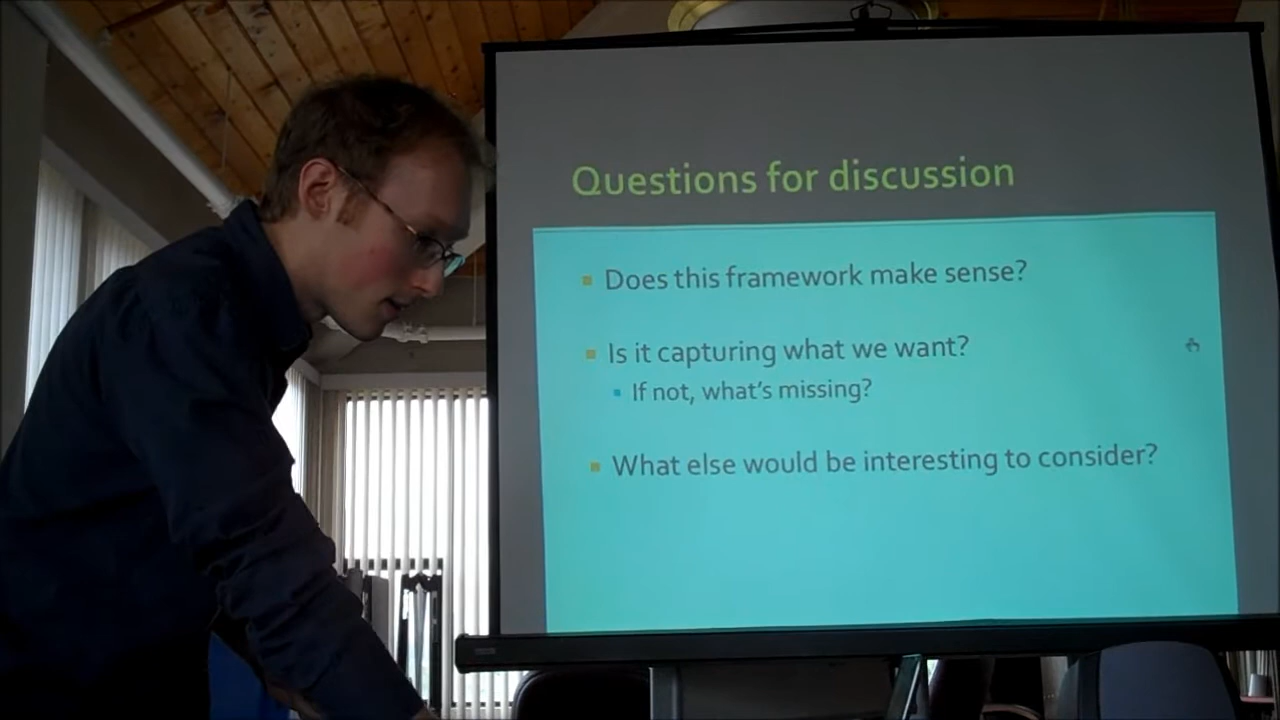 Questions for discussion
Does this framework make sense?
Is it capturing what we want?
If not, what's missing?
What else would be interesting to consider?